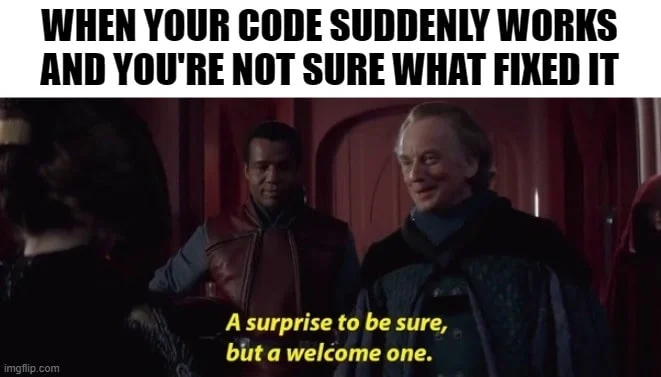 WHEN YOUR CODE SUDDENLY WORKS
AND YOU'RE NOT SURE WHAT FIXED IT
A surprise to be sure,
but a welcome one.
imgflip.com